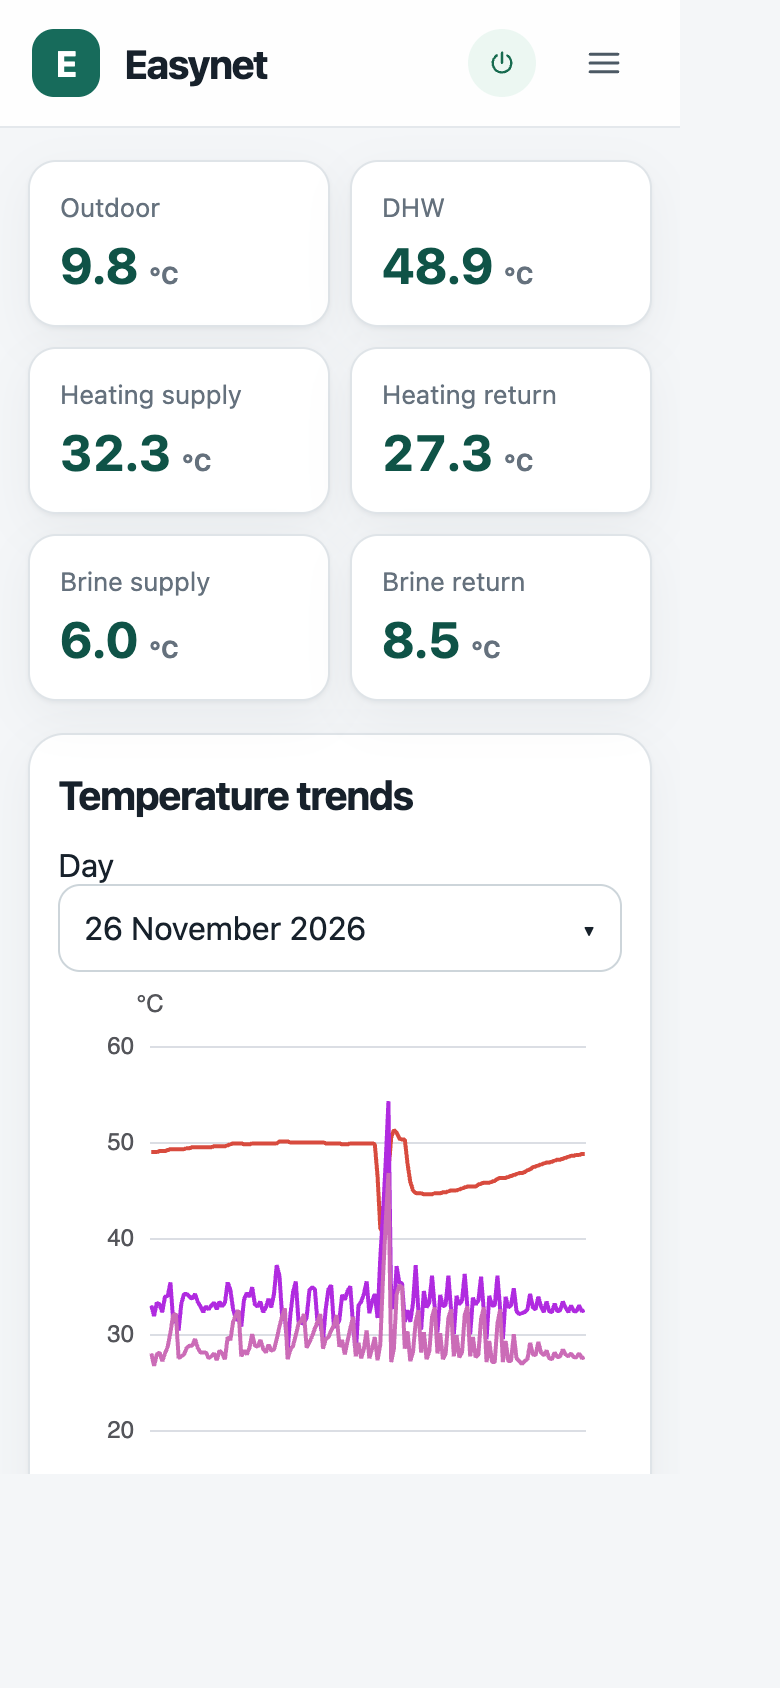 E Easynet
Outdoor
9.8 °C
DHW
48.9 °C
Heating supply
32.3 °C
Heating return
27.3 °C
Brine supply
6.0 °C
Brine return
8.5 °C
Temperature trends
Day
26 November 2026
°C
60
50
40
30
20